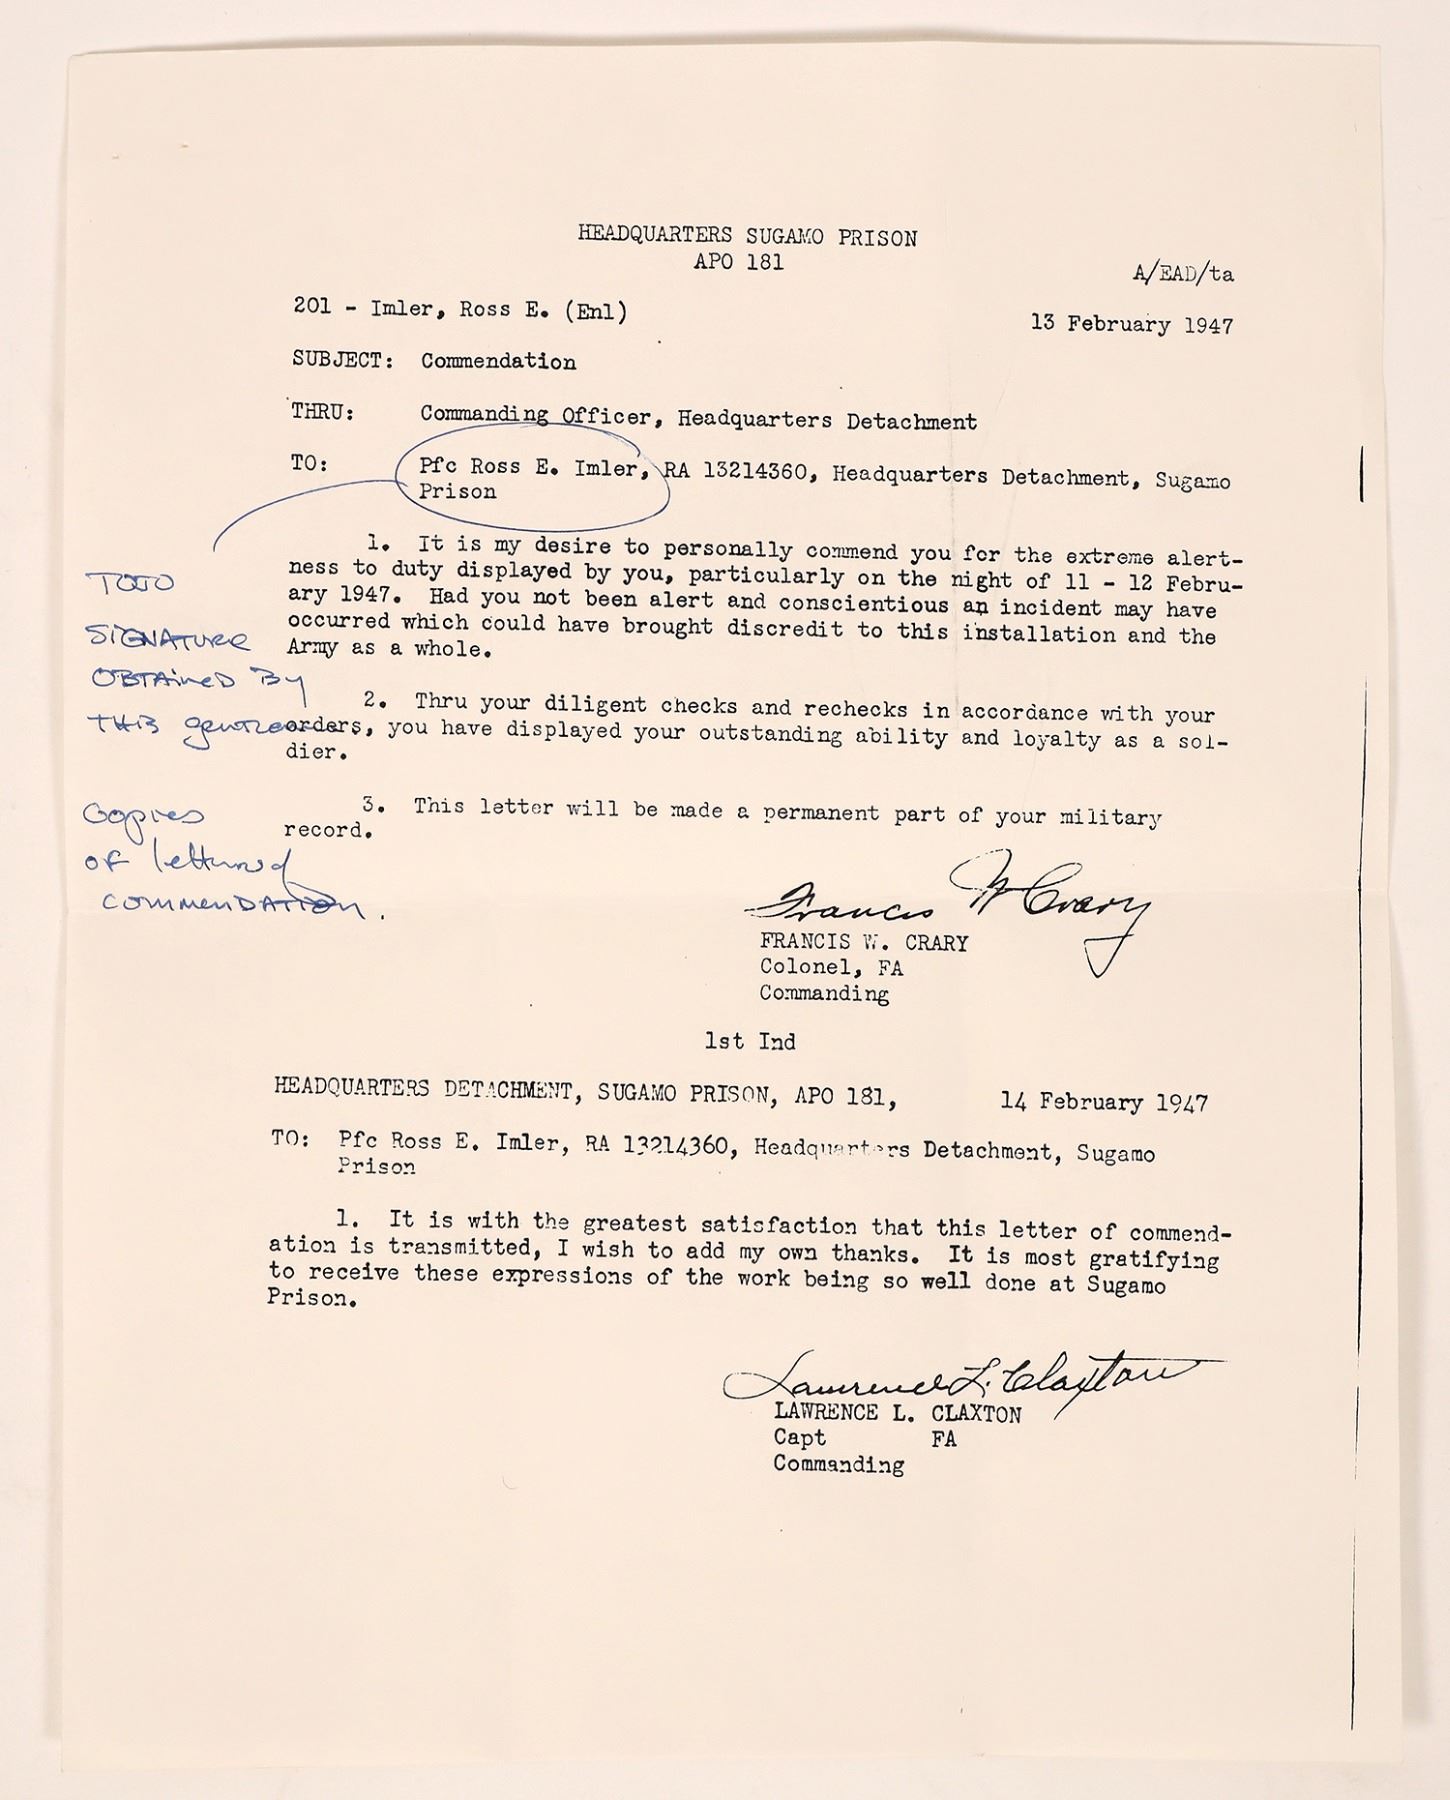 HEADQUARTERS SUGAMO PRISON
APO 181
A/EAD/ta
201 - Imler, Ross E. (Enl)
13 February 1947
SUBJECT: Commendation
THRU: Commanding Officer, Headquarters Detachment
TO: Pfc Ross E. Imler, RA 13214360, Headquarters Detachment, Sugamo
Prison
1. It is my desire to personally commend you for the extreme alert-
ness to duty displayed by you, particularly on the night of 11 - 12 Febru-
ary 1947. Had you not been alert and conscientious an incident may have
occurred which could have brought discredit to this installation and the
Army as a whole.
2. Thru your diligent checks and rechecks in accordance with your
orders, you have displayed your outstanding ability and loyalty as a sol-
dier.
3. This letter will be made a permanent part of your military
record.
TOJO
SIGNATURE
OBTAINED By
THIS
Copies
OF letter of
COMMENDATION.
Francis W Crary
FRANCIS W. CRARY
Colonel, FA
Commanding
1st Ind
HEADQUARTERS DETACHMENT, SUGAMO PRISON, APO 181, 14 February 1947
TO: Pfc Ross E. Imler, RA 13214360, Headquarters Detachment, Sugamo
Prison
1. It is with the greatest satisfaction that this letter of commend-
ation is transmitted, I wish to add my own thanks. It is most gratifying
to receive these expressions of the work being so well done at Sugamo
Prison.
Lawrence L. Claxton
LAWRENCE L. CLAXTON
Capt FA
Commanding